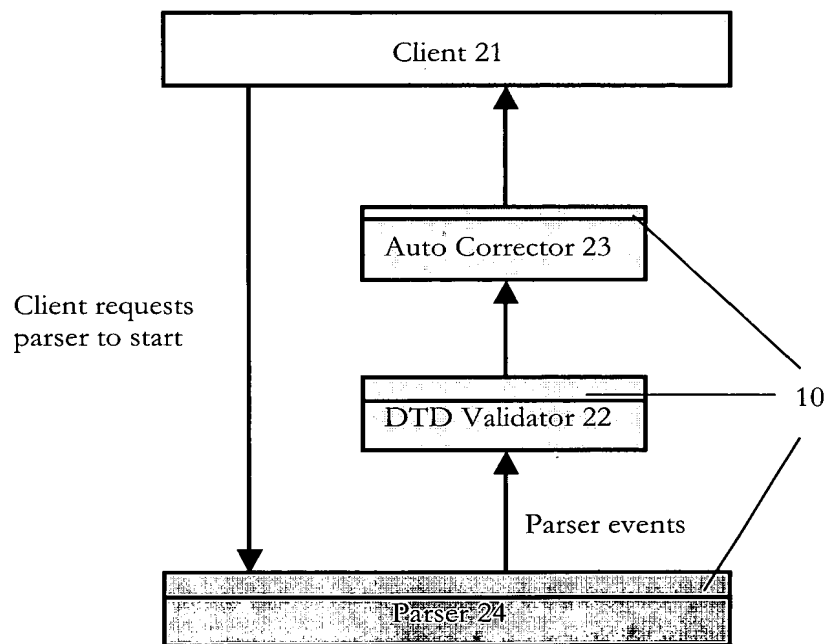 Client 21
Auto Corrector 23
Client requests
parser to start
10
DTD Validator 22
Parser events
Parser 24